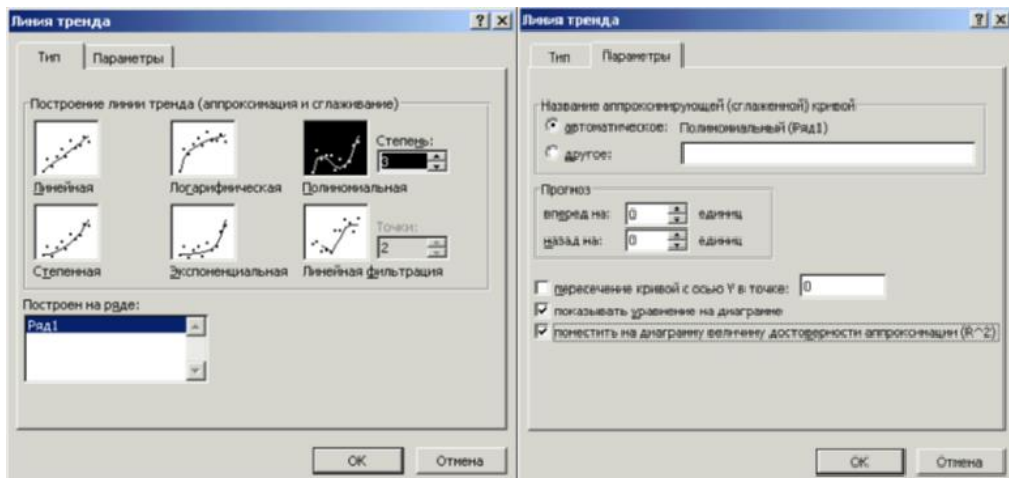 Линия тренда
Тип Параметры
Построение линии тренда (аппроксимация и сглаживание)
Степень:
3
Линейная Логарифмическая Полиномиальная
Точки:
2
Степенная Экспоненциальная Линейная фильтрация
Построен на ряде:
Ряд1
OK Отмена
Линия тренда
Тип Параметры
Название аппроксимирующей (сглаженной) кривой
автоматическое: Полиномиальный (Ряд1)
другое:
Прогноз
вперед на: 0 единиц
назад на: 0 единиц
пересечение кривой с осью Y в точке: 0
показывать уравнение на диаграмме
поместить на диаграмму величину достоверности аппроксимации (R^2)
OK Отмена